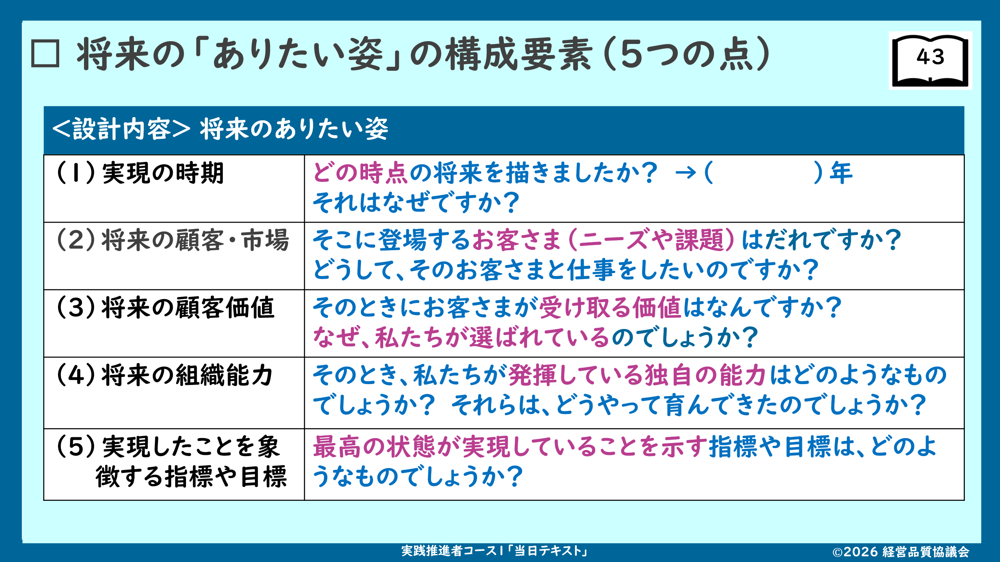 □ 将来の「ありたい姿」の構成要素（5つの点）
43
＜設計内容＞ 将来のありたい姿
（1）実現の時期
どの時点の将来を描きましたか？　→（　　　　）年
それはなぜですか？
（2）将来の顧客・市場
そこに登場するお客さま（ニーズや課題）はだれですか？
どうして、そのお客さまと仕事をしたいのですか？
（3）将来の顧客価値
そのときにお客さまが受け取る価値はなんですか？
なぜ、私たちが選ばれているのでしょうか？
（4）将来の組織能力
そのとき、私たちが発揮している独自の能力はどのようなもの
でしょうか？　それらは、どうやって育んできたのでしょうか？
（5）実現したことを象
徴する指標や目標
最高の状態が実現していることを示す指標や目標は、どのよ
うなものでしょうか？
実践推進者コースⅠ「当日テキスト」
©2026 経営品質協議会